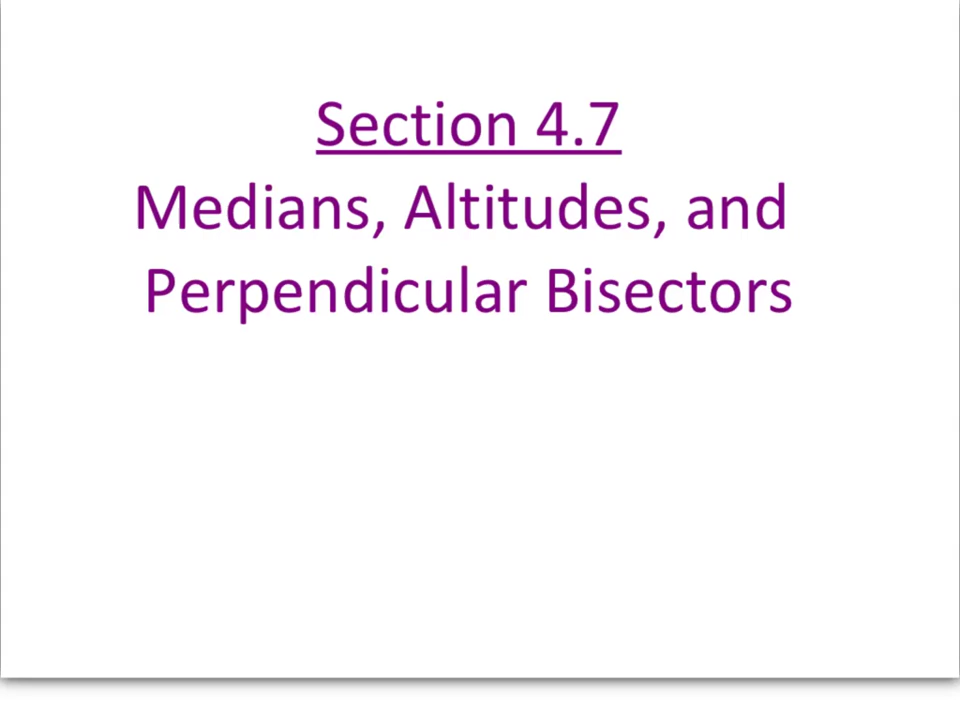 Section 4.7
Medians, Altitudes, and
Perpendicular Bisectors